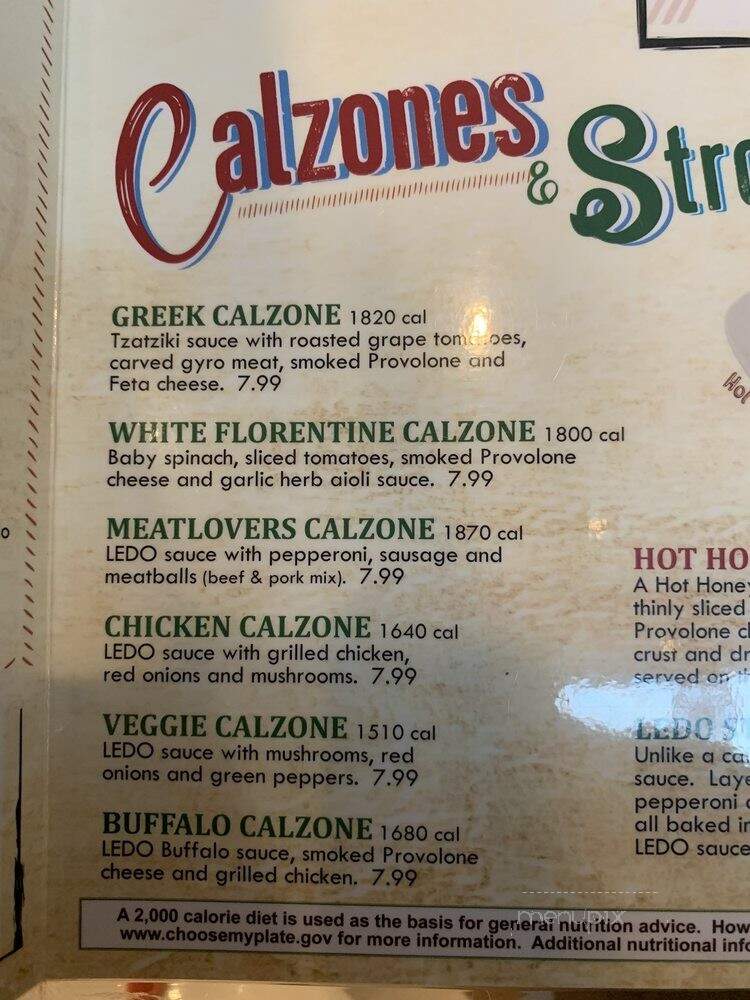 Calzones
&
GREEK CALZONE 1820 cal
Tzatziki sauce with roasted grape tomatoes,
carved gyro meat, smoked Provolone and
Feta cheese. 7.99
WHITE FLORENTINE CALZONE 1800 cal
Baby spinach, sliced tomatoes, smoked Provolone
cheese and garlic herb aioli sauce. 7.99
MEATLOVERS CALZONE 1870 cal
LEDO sauce with pepperoni, sausage and
meatballs (beef & pork mix). 7.99
CHICKEN CALZONE 1640 cal
LEDO sauce with grilled chicken,
red onions and mushrooms. 7.99
VEGGIE CALZONE 1510 cal
LEDO sauce with mushrooms, red
onions and green peppers. 7.99
BUFFALO CALZONE 1680 cal
LEDO Buffalo sauce, smoked Provolone
cheese and grilled chicken. 7.99
HOT
A Hot Honey
thinly sliced
Provolone
crust and
served on
LEDO
Unlike a
sauce.
pepperoni
all baked
LEDO sauce
A 2,000 calorie diet is used as the basis for general nutrition advice.
www.choosemyplate.gov for more information. Additional nutritional
menupix